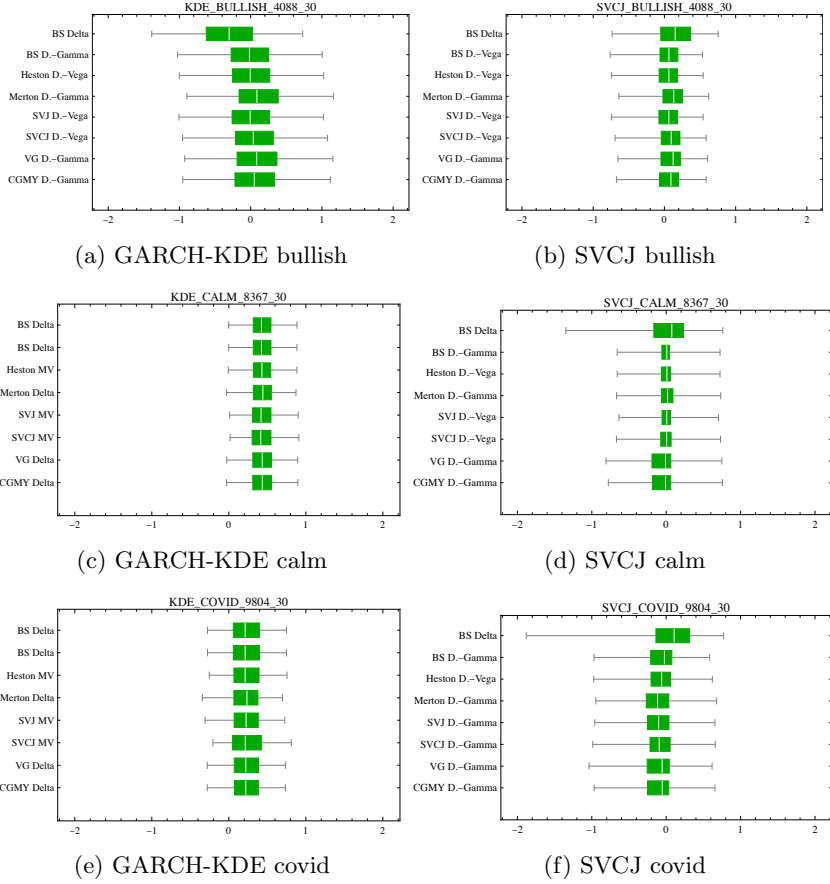 KDE_BULLISH_4088_30
BS Delta
BS D.-Gamma
Heston D.-Vega
Merton D.-Gamma
SVJ D.-Vega
SVCJ D.-Vega
VG D.-Gamma
CGMY D.-Gamma
-2 -1 0 1 2
(a) GARCH-KDE bullish
SVCJ_BULLISH_4088_30
BS Delta
BS D.-Vega
Heston D.-Vega
Merton D.-Gamma
SVJ D.-Vega
SVCJ D.-Vega
VG D.-Gamma
CGMY D.-Gamma
-2 -1 0 1 2
(b) SVCJ bullish
KDE_CALM_8367_30
BS Delta
BS Delta
Heston MV
Merton Delta
SVJ MV
SVCJ MV
VG Delta
CGMY Delta
-2 -1 0 1 2
(c) GARCH-KDE calm
SVCJ_CALM_8367_30
BS Delta
BS D.-Gamma
Heston D.-Vega
Merton D.-Gamma
SVJ D.-Vega
SVCJ D.-Vega
VG D.-Gamma
CGMY D.-Gamma
-2 -1 0 1 2
(d) SVCJ calm
KDE_COVID_9804_30
BS Delta
BS Delta
Heston MV
Merton Delta
SVJ MV
SVCJ MV
VG Delta
CGMY Delta
-2 -1 0 1 2
(e) GARCH-KDE covid
SVCJ_COVID_9804_30
BS Delta
BS D.-Gamma
Heston D.-Vega
Merton D.-Gamma
SVJ D.-Gamma
SVCJ D.-Gamma
VG D.-Gamma
CGMY D.-Gamma
-2 -1 0 1 2
(f) SVCJ covid